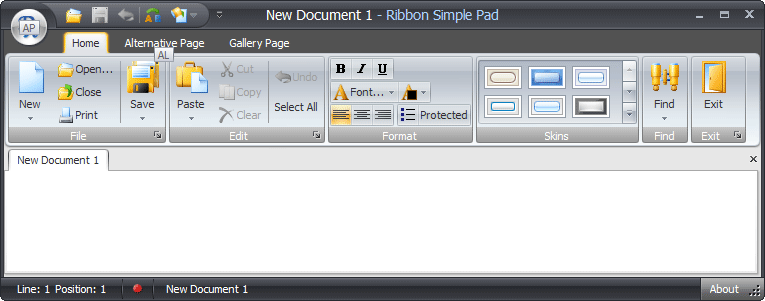 New Document 1 - Ribbon Simple Pad
AP
Home Alternative Page Gallery Page
AL
New
Open...
Close
Print
Save
File
Paste
Cut
Copy
Clear
Undo
Select All
Edit
B I U
A Font...
Protected
Format
Skins
Find
Find
Exit
Exit
New Document 1
Line: 1 Position: 1 New Document 1 About